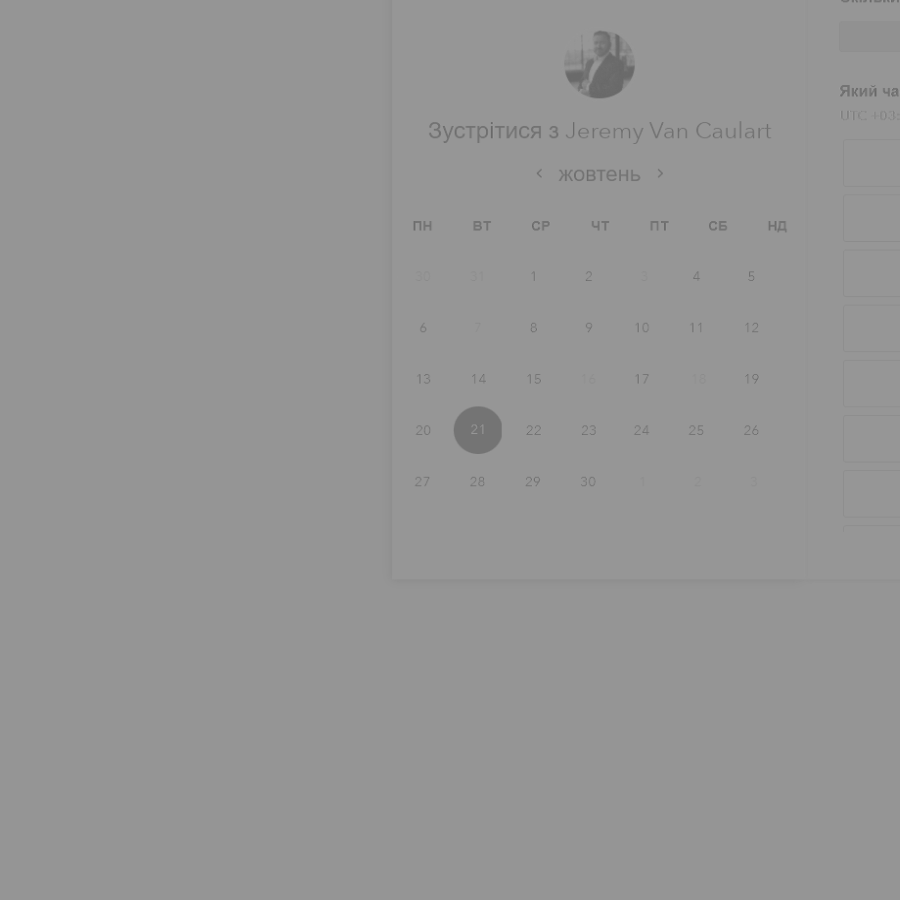 Зустрітися з Jeremy Van Caulart
жовтень
ПН ВТ СР ЧТ ПТ СБ НД
30 31 1 2 3 4 5
6 7 8 9 10 11 12
13 14 15 16 17 18 19
20 21 22 23 24 25 26
27 28 29 30 1 2 3
Який ча
UTC +03: